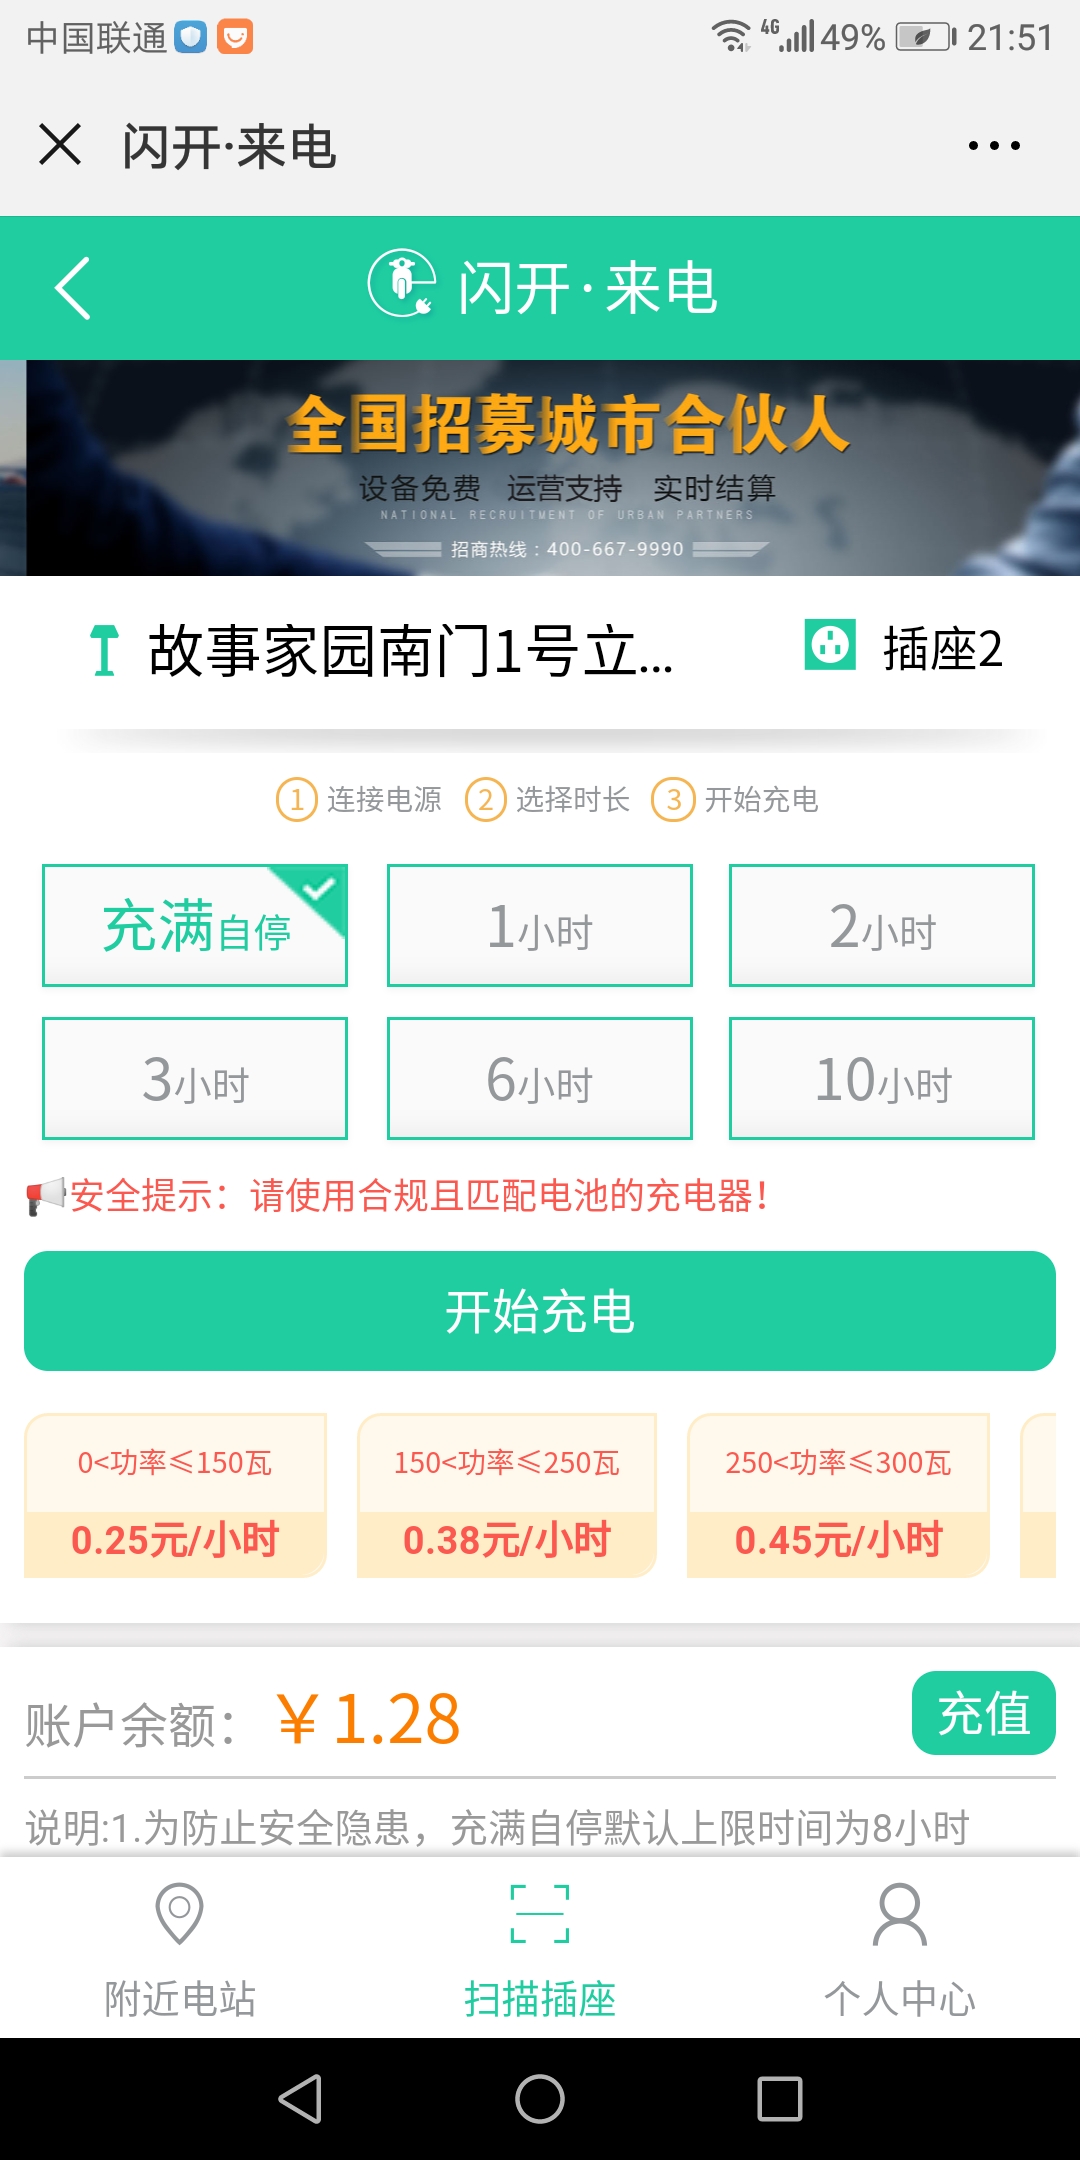 中国联通
4G
49%
21:51
闪开·来电
闪开·来电
全国招募城市合伙人
设备免费 运营支持 实时结算
NATIONAL RECRUITMENT OF URBAN PARTNERS
招商热线：400-667-9990
故事家园南门1号立...
插座2
1 连接电源 2 选择时长 3 开始充电
充满自停
1小时
2小时
3小时
6小时
10小时
安全提示：请使用合规且匹配电池的充电器！
开始充电
0<功率≤150瓦
0.25元/小时
150<功率≤250瓦
0.38元/小时
250<功率≤300瓦
0.45元/小时
账户余额：￥1.28
充值
说明:1.为防止安全隐患，充满自停默认上限时间为8小时
附近电站
扫描插座
个人中心